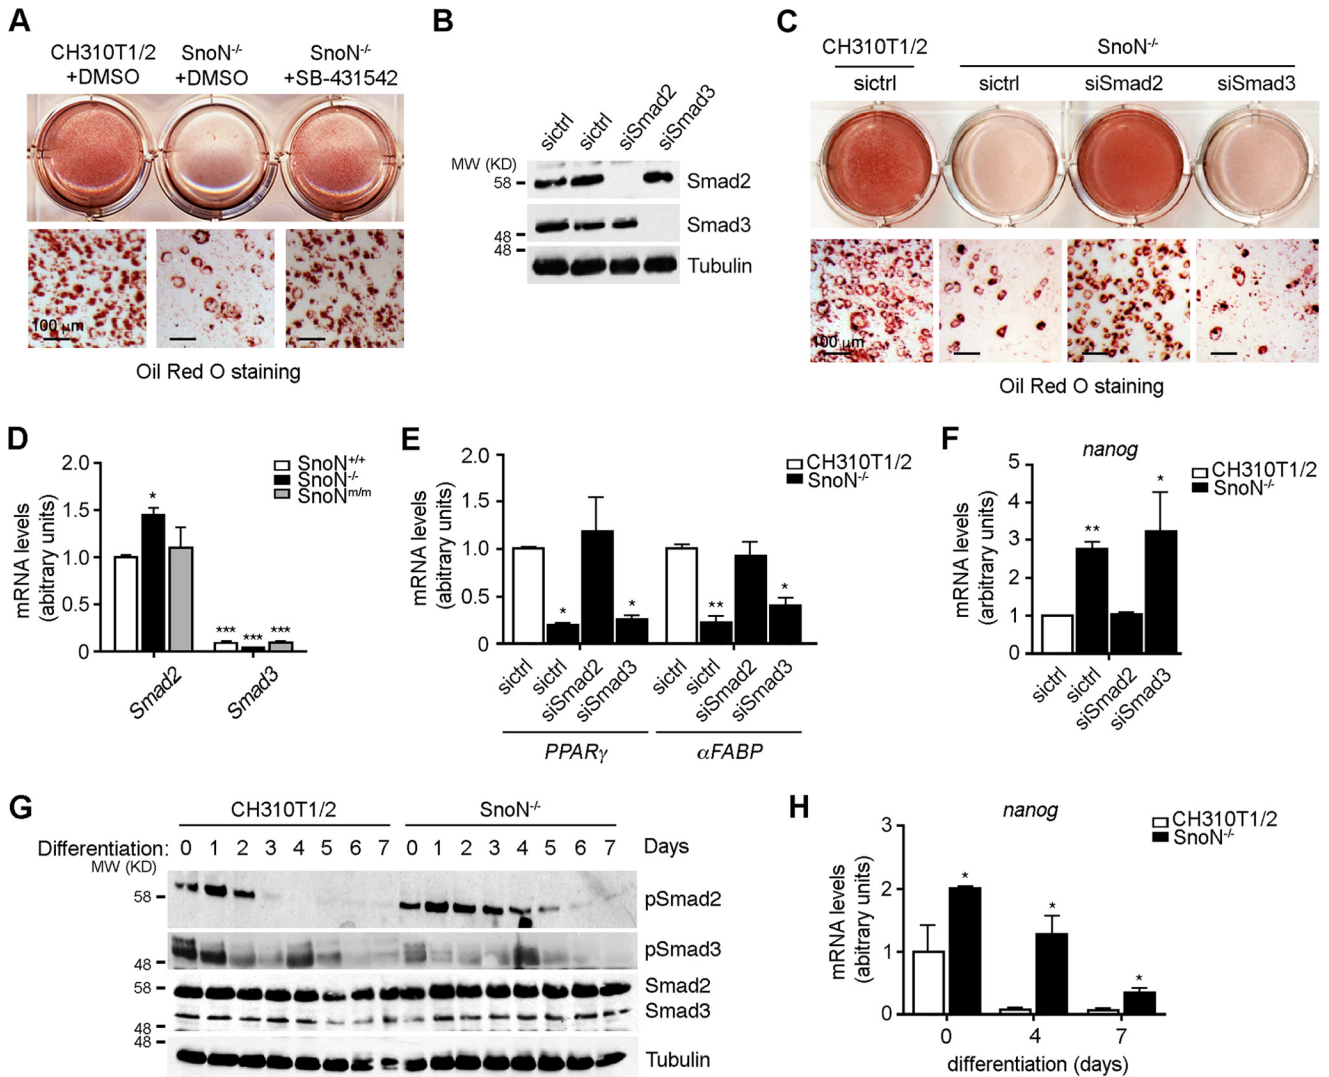 A
CH310T1/2
+DMSO
SnoN-/-
+DMSO
SnoN-/-
+SB-431542
100 µm
Oil Red O staining
B
sictrl
sictrl
siSmad2
siSmad3
MW (KD)
58
Smad2
Smad3
48
48
Tubulin
C
CH310T1/2
SnoN-/-
sictrl
sictrl
siSmad2
siSmad3
100 µm
Oil Red O staining
D
mRNA levels
(abitrary units)
2.0
1.5
1.0
0.5
0
*
*** *** ***
SnoN+/+
SnoN-/-
SnoNm/m
Smad2
Smad3
E
mRNA levels
(arbitrary units)
2.0
1.5
1.0
0.5
0
* * ** *
CH310T1/2
SnoN-/-
sictrl
sictrl
siSmad2
siSmad3
sictrl
sictrl
siSmad2
siSmad3
PPARγ
αFABP
F
nanog
mRNA levels
(arbitrary units)
5
4
3
2
1
0
** *
CH310T1/2
SnoN-/-
sictrl
sictrl
siSmad2
siSmad3
G
CH310T1/2
SnoN-/-
Differentiation: 0 1 2 3 4 5 6 7 0 1 2 3 4 5 6 7 Days
MW (KD)
58
pSmad2
pSmad3
48
58
Smad2
Smad3
48
48
Tubulin
H
nanog
mRNA levels
(abitrary units)
3
2
1
0
* * *
CH310T1/2
SnoN-/-
0 4 7
differentiation (days)